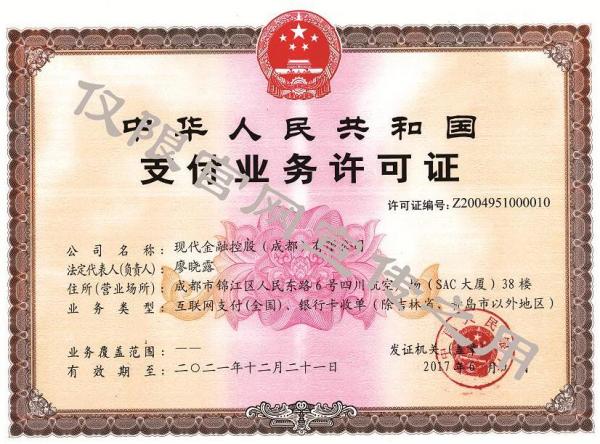 中华人民共和国
支付业务许可证
许可证编号: Z2004951000010
公司名称: 现代金融控股(成都)有限公司
法定代表人(负责人): 廖晓露
住所(营业场所): 成都市锦江区人民东路6号四川航空广场(SAC大厦)38楼
业务类型: 互联网支付(全国)、银行卡收单(除吉林省、青岛市以外地区)
业务覆盖范围: ——
有效期至: 二〇二一年十二月二十一日
发证机关(盖章)
2017年6月
仅限官网宣传之用